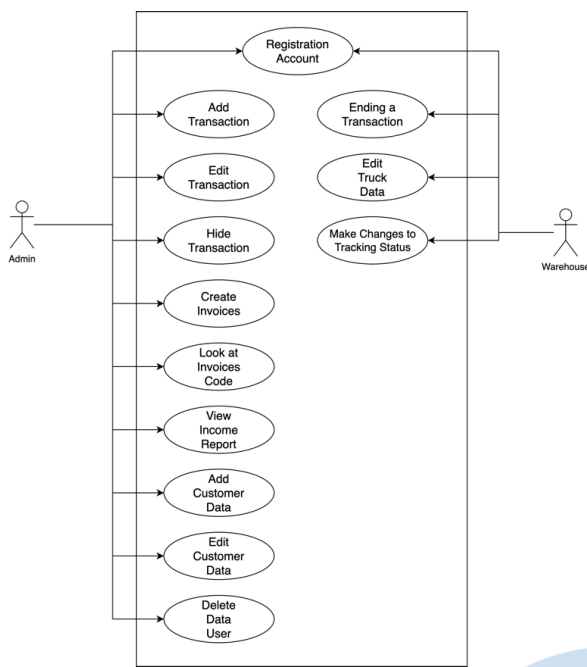 Registration
Account
Add
Transaction
Ending a
Transaction
Edit
Transaction
Edit
Truck
Data
Hide
Transaction
Make Changes to
Tracking Status
Admin
Warehouse
Create
Invoices
Look at
Invoices
Code
View
Income
Report
Add
Customer
Data
Edit
Customer
Data
Delete
Data
User